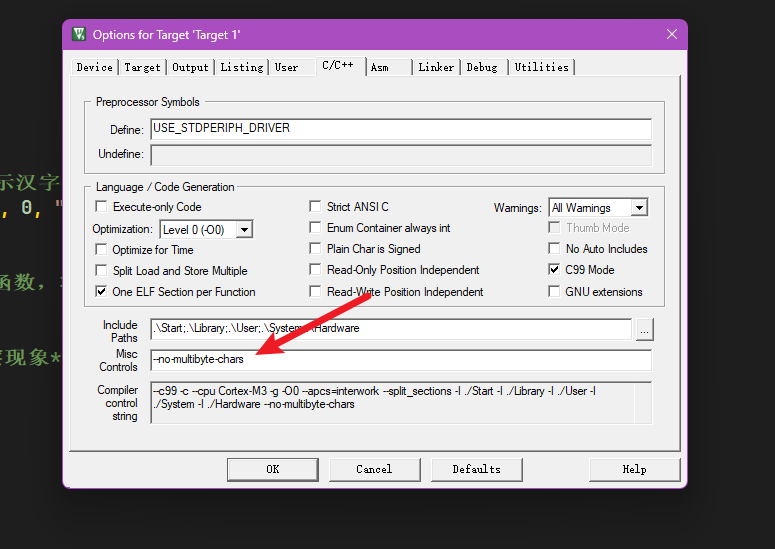 Options for Target 'Target 1'
Device Target Output Listing User C/C++ Asm Linker Debug Utilities
Preprocessor Symbols
Define: USE_STDPERIPH_DRIVER
Undefine:
示汉字
, 0, "
Language / Code Generation
Execute-only Code Strict ANSI C Warnings: All Warnings
Optimization: Level 0 (-O0) Enum Container always int Thumb Mode
Optimize for Time Plain Char is Signed No Auto Includes
Split Load and Store Multiple Read-Only Position Independent C99 Mode
函数,
One ELF Section per Function Read-Write Position Independent GNU extensions
Include Paths .\Start;.\Library;.\User;.\System;.\Hardware ...
现象*
Misc Controls --no-multibyte-chars
Compiler control string --c99 -c --cpu Cortex-M3 -g -O0 --apcs=interwork --split_sections -I ./Start -I ./Library -I ./User -I
./System -I ./Hardware --no-multibyte-chars
OK Cancel Defaults Help